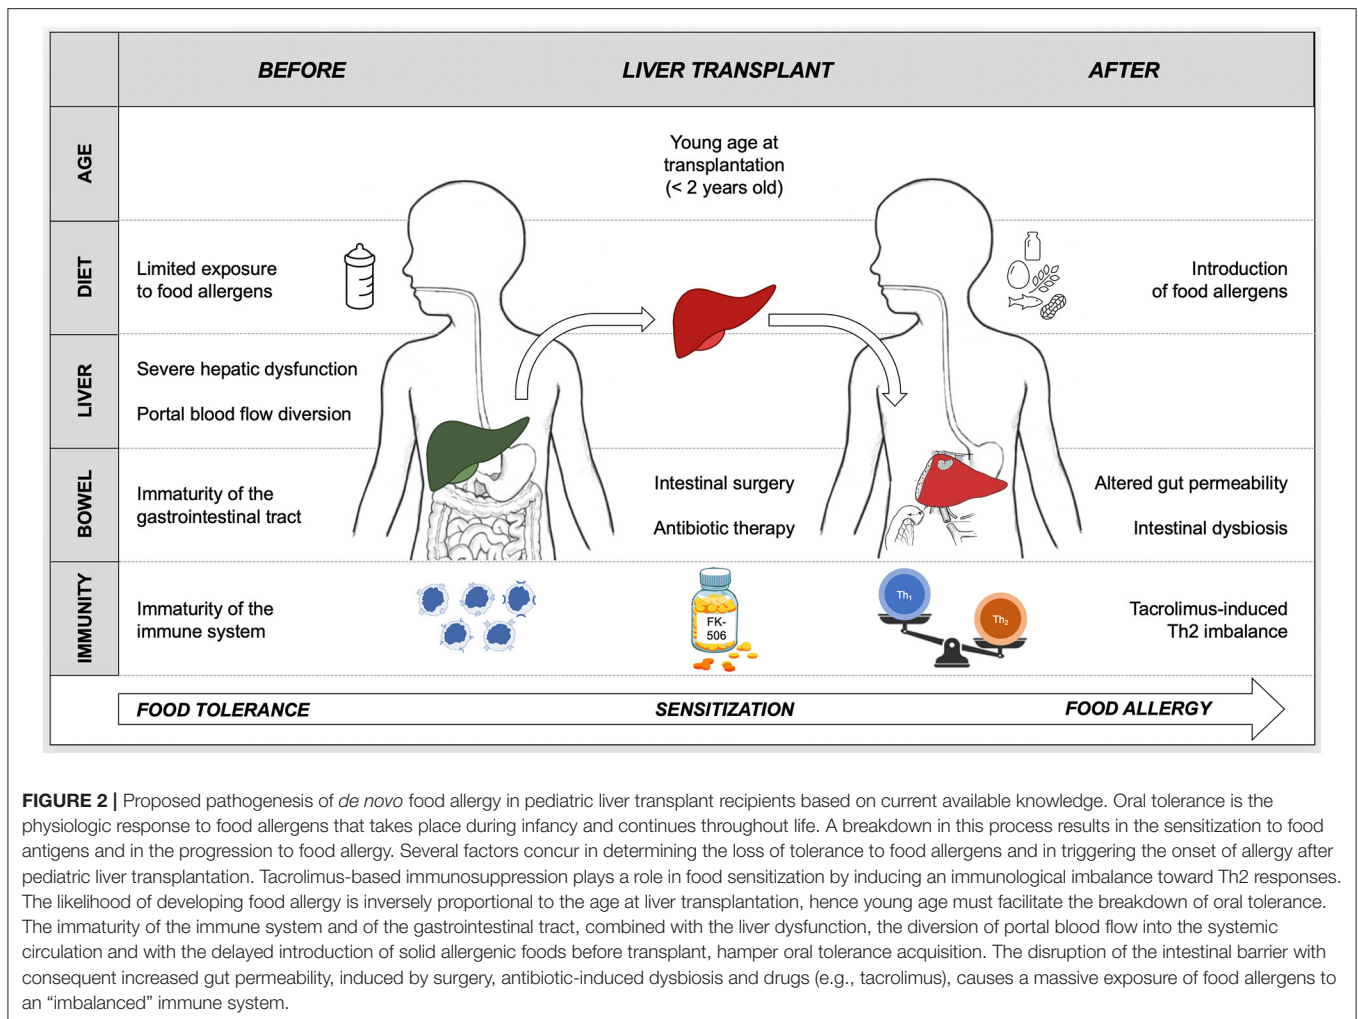 BEFORE
LIVER TRANSPLANT
AFTER
AGE
Young age at
transplantation
(< 2 years old)
DIET
Limited exposure
to food allergens
Introduction
of food allergens
LIVER
Severe hepatic dysfunction
Portal blood flow diversion
BOWEL
Immaturity of the
gastrointestinal tract
Intestinal surgery
Antibiotic therapy
Altered gut permeability
Intestinal dysbiosis
IMMUNITY
Immaturity of the
immune system
FK-
506
Th1
Th2
Tacrolimus-induced
Th2 imbalance
FOOD TOLERANCE
SENSITIZATION
FOOD ALLERGY
FIGURE 2 | Proposed pathogenesis of de novo food allergy in pediatric liver transplant recipients based on current available knowledge. Oral tolerance is the
physiologic response to food allergens that takes place during infancy and continues throughout life. A breakdown in this process results in the sensitization to food
antigens and in the progression to food allergy. Several factors concur in determining the loss of tolerance to food allergens and in triggering the onset of allergy after
pediatric liver transplantation. Tacrolimus-based immunosuppression plays a role in food sensitization by inducing an immunological imbalance toward Th2 responses.
The likelihood of developing food allergy is inversely proportional to the age at liver transplantation, hence young age must facilitate the breakdown of oral tolerance.
The immaturity of the immune system and of the gastrointestinal tract, combined with the liver dysfunction, the diversion of portal blood flow into the systemic
circulation and with the delayed introduction of solid allergenic foods before transplant, hamper oral tolerance acquisition. The disruption of the intestinal barrier with
consequent increased gut permeability, induced by surgery, antibiotic-induced dysbiosis and drugs (e.g., tacrolimus), causes a massive exposure of food allergens to
an “imbalanced” immune system.